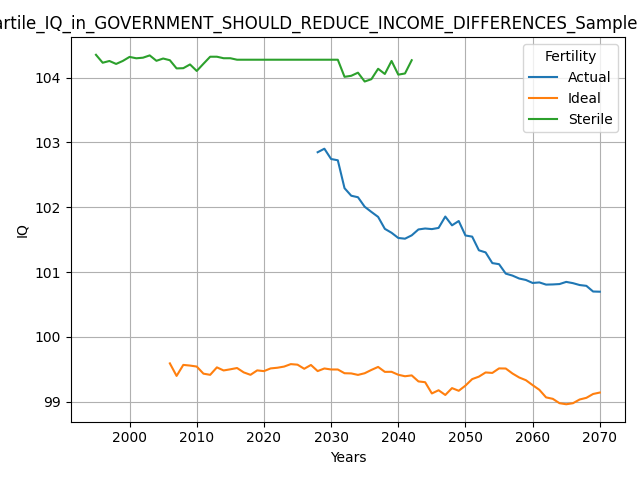 artile_IQ_in_GOVERNMENT_SHOULD_REDUCE_INCOME_DIFFERENCES_Sample
Fertility
Actual
Ideal
Sterile
104
103
102
101
100
99
IQ
2000
2010
2020
2030
2040
2050
2060
2070
Years